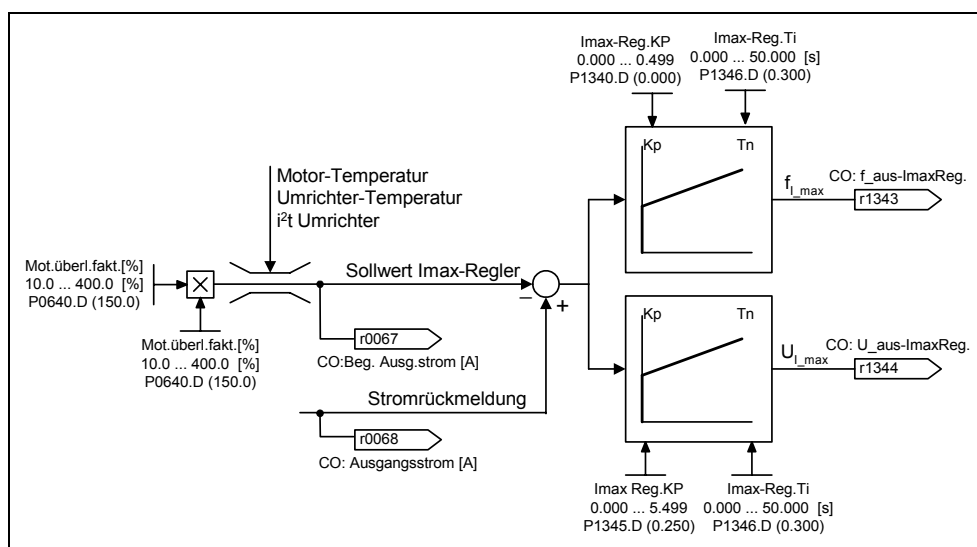 Imax-Reg.KP
0.000 ... 0.499
P1340.D (0.000)
Imax-Reg.Ti
0.000 ... 50.000 [s]
P1346.D (0.300)
Kp
Tn
f_I_max
CO: f_aus-ImaxReg.
r1343
Motor-Temperatur
Umrichter-Temperatur
i²t Umrichter
Mot.überl.fakt.[%]
10.0 ... 400.0 [%]
P0640.D (150.0)
×
Sollwert Imax-Regler
–
+
Mot.überl.fakt.[%]
10.0 ... 400.0 [%]
P0640.D (150.0)
r0067
CO:Beg. Ausg.strom [A]
Stromrückmeldung
r0068
CO: Ausgangsstrom [A]
Kp
Tn
U_I_max
CO: U_aus-ImaxReg.
r1344
Imax Reg.KP
0.000 ... 5.499
P1345.D (0.250)
Imax-Reg.Ti
0.000 ... 50.000 [s]
P1346.D (0.300)